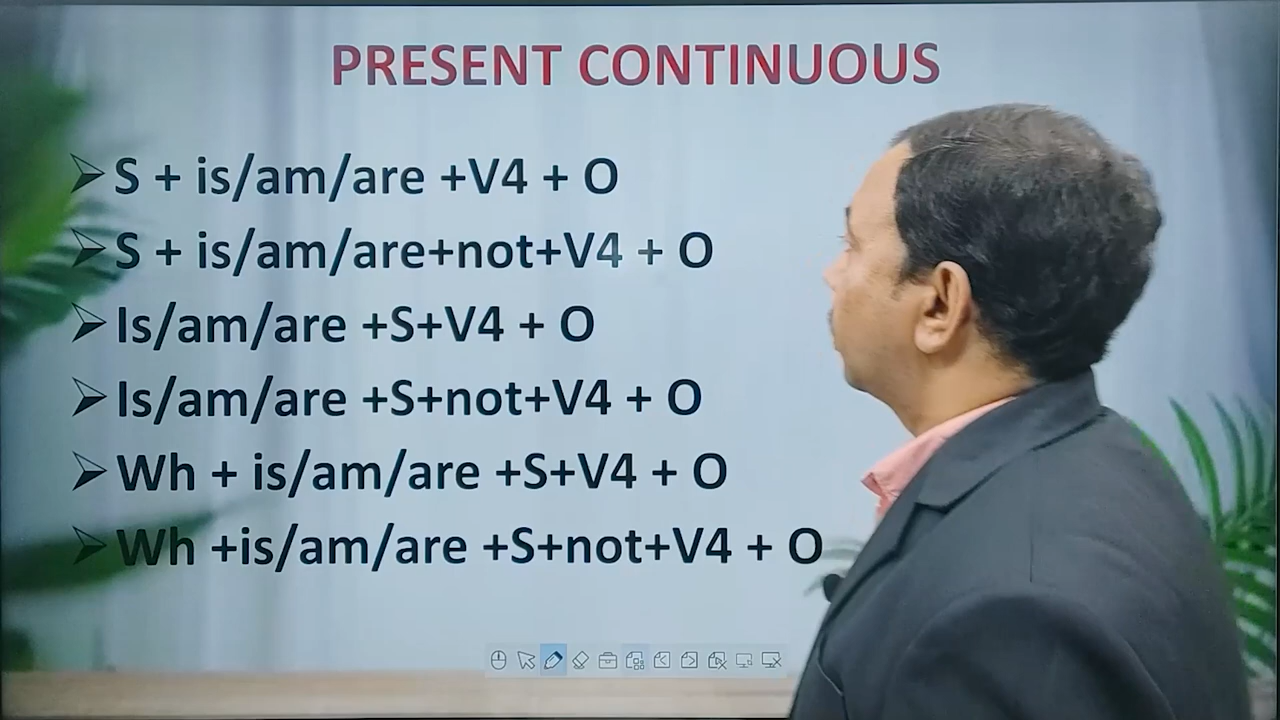 PRESENT CONTINUOUS
S + is/am/are +V4 + O
S + is/am/are+not+V4 + O
Is/am/are +S+V4 + O
Is/am/are +S+not+V4 + O
Wh + is/am/are +S+V4 + O
Wh +is/am/are +S+not+V4 + O